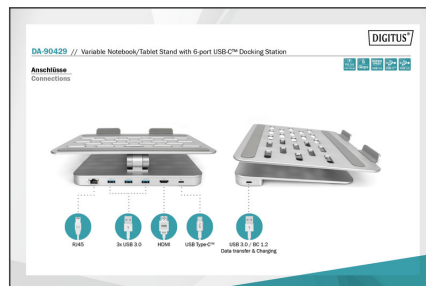 DIGITUS®
DA-90429 // Variable Notebook/Tablet Stand with 6-port USB-C™ Docking Station
Anschlüsse
Connections
RJ45
3x USB 3.0
HDMI
USB Type-C™
USB 3.0 / BC 1.2
Data transfer & Charging